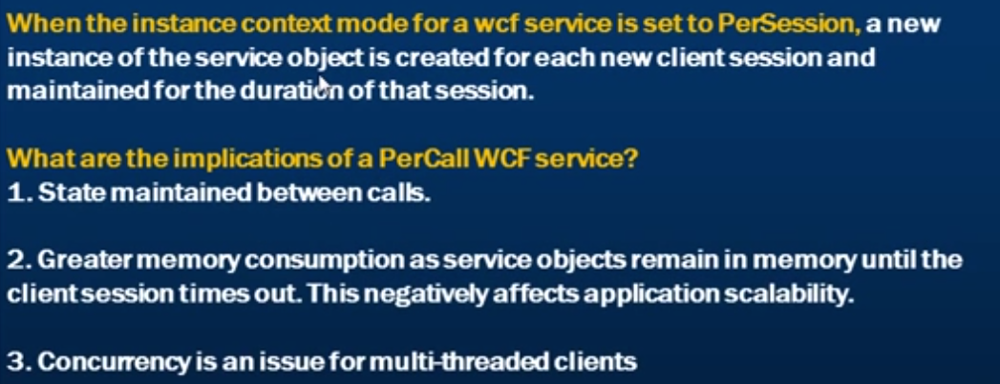 When the instance context mode for a wcf service is set to PerSession, a new
instance of the service object is created for each new client session and
maintained for the duration of that session.
What are the implications of a PerCall WCF service?
1. State maintained between calls.
2. Greater memory consumption as service objects remain in memory until the
client session times out. This negatively affects application scalability.
3. Concurrency is an issue for multi-threaded clients